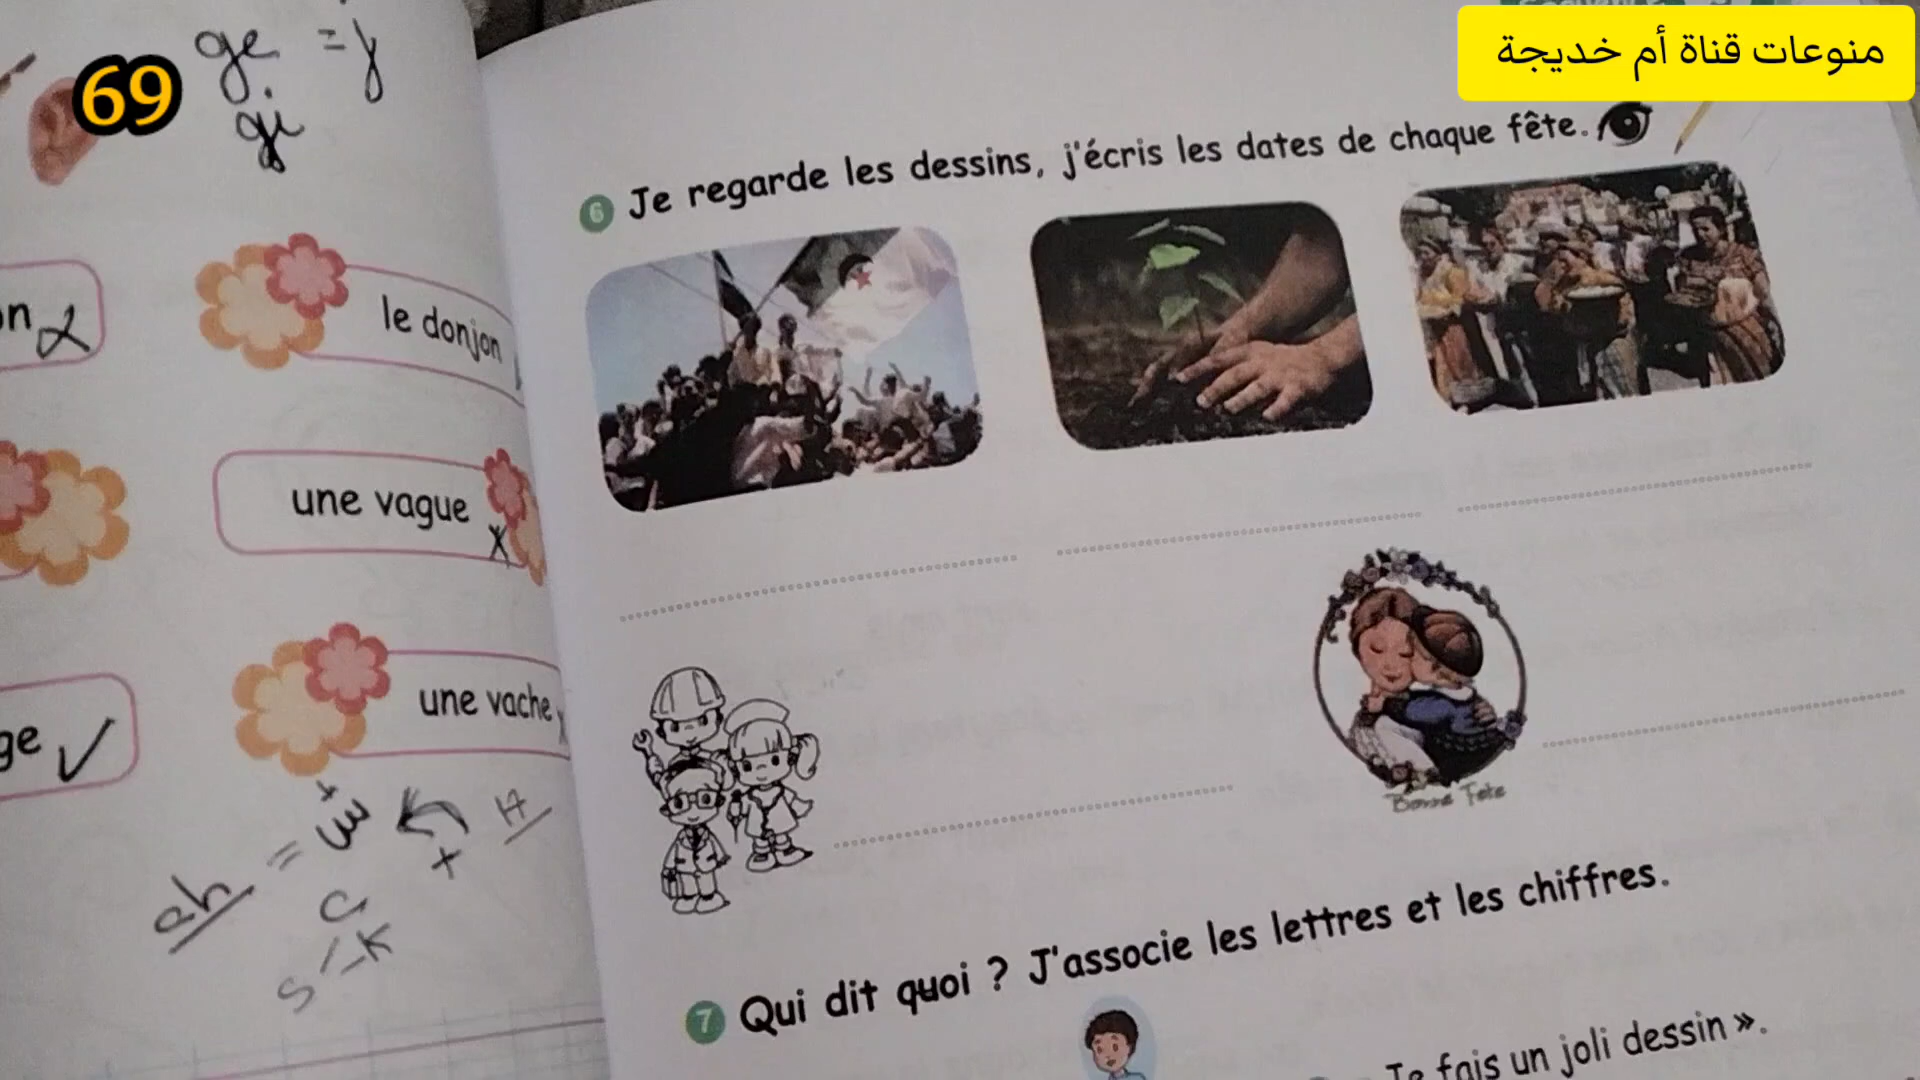 69
ge = j
gi
منوعات قناة أم خديجة
le donjon
une vague
x
une vache
ge ✓
ch = ش
C
S K
H
6 Je regarde les dessins, j'écris les dates de chaque fête.
Bonne Fête
7 Qui dit quoi ? J'associe les lettres et les chiffres.
Je fais un joli dessin ».